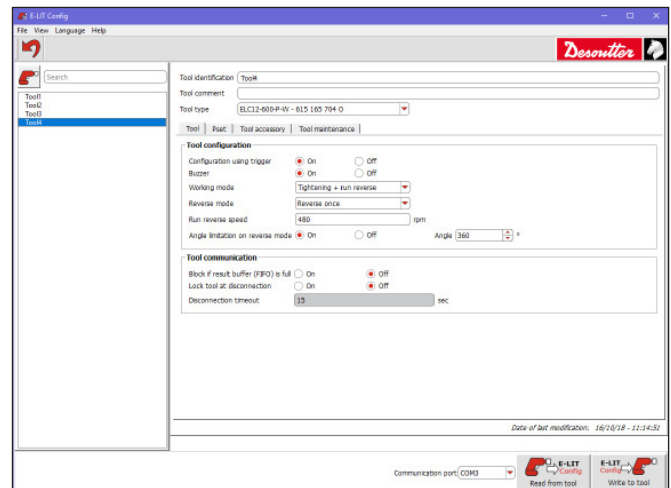 E-LIT Config
File View Language Help
Desoutter
Search
Tool1
Tool2
Tool3
Tool4
Tool identification Tool4
Tool comment
Tool type ELC12-600-P-W - 615 165 704 0
Tool Pset Tool accessory Tool maintenance
Tool configuration
Configuration using trigger On Off
Buzzer On Off
Working mode Tightening + run reverse
Reverse mode Reverse once
Run reverse speed 480 rpm
Angle limitation on reverse mode On Off Angle 360 °
Tool communication
Block if result buffer (FIFO) is full On Off
Lock tool at disconnection On Off
Disconnection timeout 15 sec
Date of last modification: 16/10/18 - 11:14:51
Communication port COM3
E-LIT Config
Read from tool
E-LIT Config
Write to tool